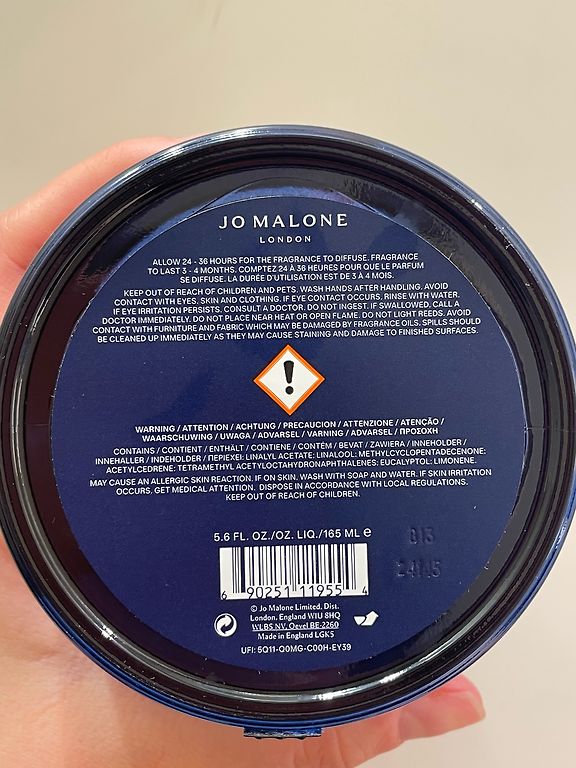 JO MALONE
LONDON
ALLOW 24 - 36 HOURS FOR THE FRAGRANCE TO DIFFUSE. FRAGRANCE
TO LAST 3 - 4 MONTHS. COMPTEZ 24 À 36 HEURES POUR QUE LE PARFUM
SE DIFFUSE. LA DURÉE D'UTILISATION EST DE 3 À 4 MOIS.
KEEP OUT OF REACH OF CHILDREN AND PETS. WASH HANDS AFTER HANDLING. AVOID
CONTACT WITH EYES, SKIN AND CLOTHING. IF EYE CONTACT OCCURS, RINSE WITH WATER.
IF EYE IRRITATION PERSISTS, CONSULT A DOCTOR. DO NOT INGEST. IF SWALLOWED, CALL A
DOCTOR IMMEDIATELY. DO NOT PLACE NEAR HEAT OR OPEN FLAME. DO NOT LIGHT REEDS. AVOID
CONTACT WITH FURNITURE AND FABRIC WHICH MAY BE DAMAGED BY FRAGRANCE OILS. SPILLS SHOULD
BE CLEANED UP IMMEDIATELY AS THEY MAY CAUSE STAINING AND DAMAGE TO FINISHED SURFACES.
WARNING / ATTENTION / ACHTUNG / PRECAUCION / ATTENZIONE / ATENÇÃO /
WAARSCHUWING / UWAGA / ADVARSEL / VARNING / ADVARSEL / ΠΡΟΣΟΧΗ
CONTAINS / CONTIENT / ENTHÄLT / CONTIENE / CONTÉM / BEVAT / ZAWIERA / INNEHOLDER /
INNEHALLER / INDEHOLDER / ΠΕΡΙΕΧΕΙ: LINALYL ACETATE; LINALOOL; METHYLCYCLOPENTADECENONE;
ACETYLCEDRENE; TETRAMETHYL ACETYLOCTAHYDRONAPHTHALENES; EUCALYPTOL; LIMONENE.
MAY CAUSE AN ALLERGIC SKIN REACTION. IF ON SKIN, WASH WITH SOAP AND WATER. IF SKIN IRRITATION
OCCURS, GET MEDICAL ATTENTION. DISPOSE IN ACCORDANCE WITH LOCAL REGULATIONS.
KEEP OUT OF REACH OF CHILDREN.
5.6 FL. OZ./OZ. LIQ./165 ML e
6 90251 11955 4
© Jo Malone Limited, Dist.
London, England W1U 8HQ
WLBS NV, Oevel BE-2260
Made in England LGK5
UFI: 5Q11-Q0MG-C00H-EY39